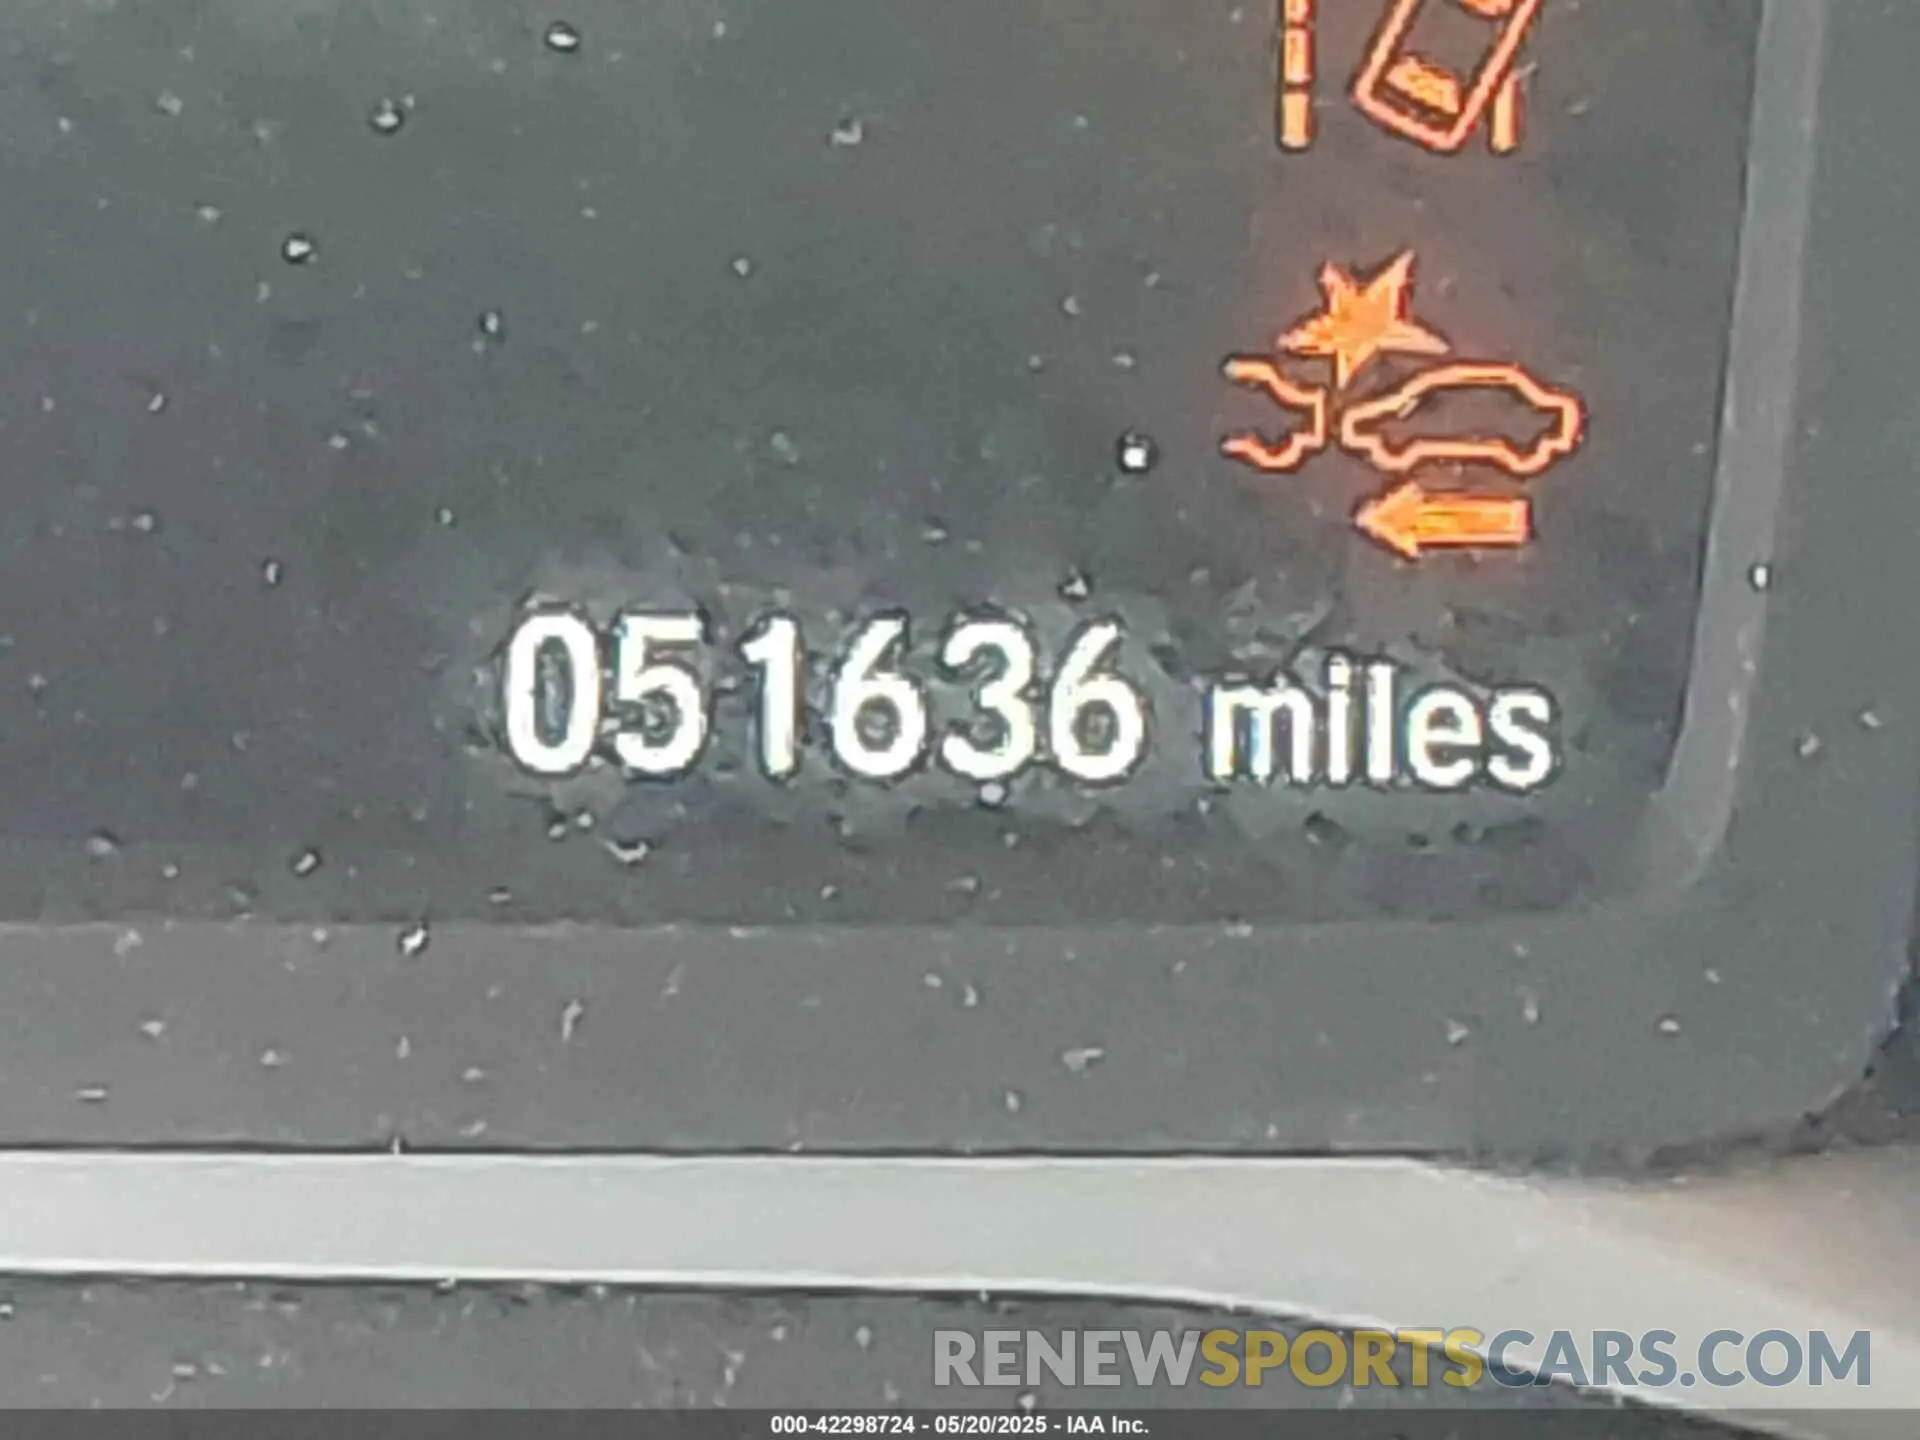 051636 miles
RENEWSPORTSCARS.COM
000-42298724 - 05/20/2025 - IAA Inc.